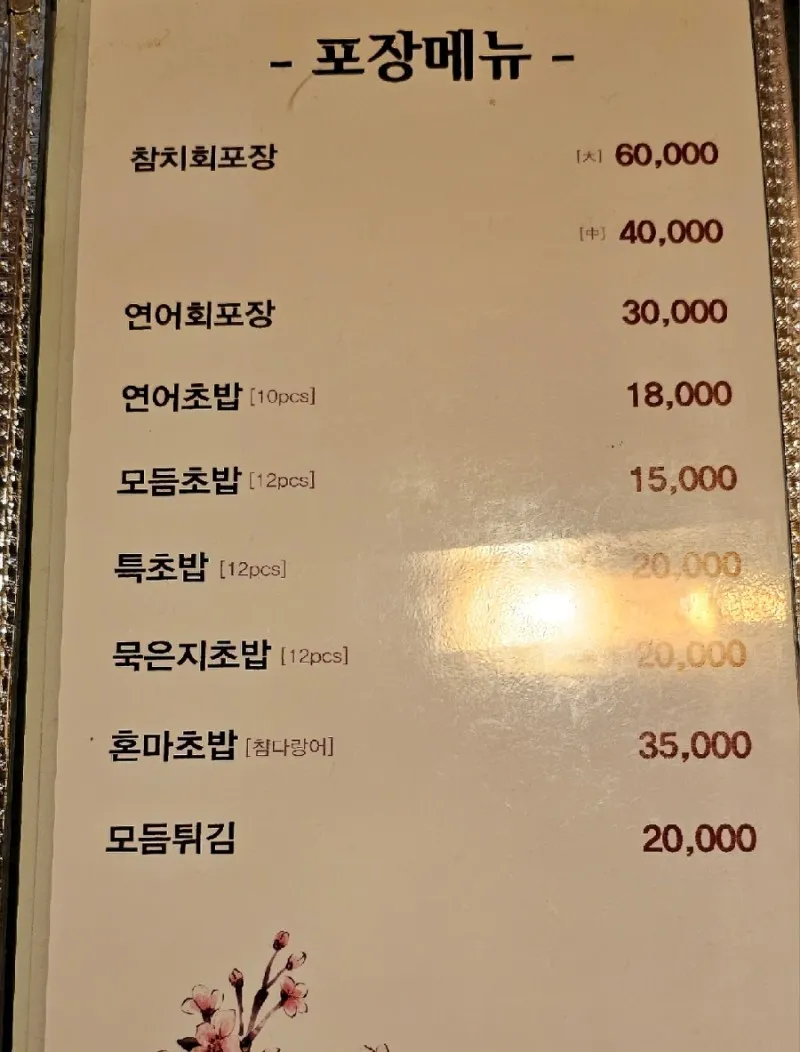 - 포장메뉴 -
참치회포장 [大] 60,000
[中] 40,000
연어회포장 30,000
연어초밥 [10pcs] 18,000
모듬초밥 [12pcs] 15,000
특초밥 [12pcs] 20,000
묵은지초밥 [12pcs] 20,000
혼마초밥 [참다랑어] 35,000
모듬튀김 20,000